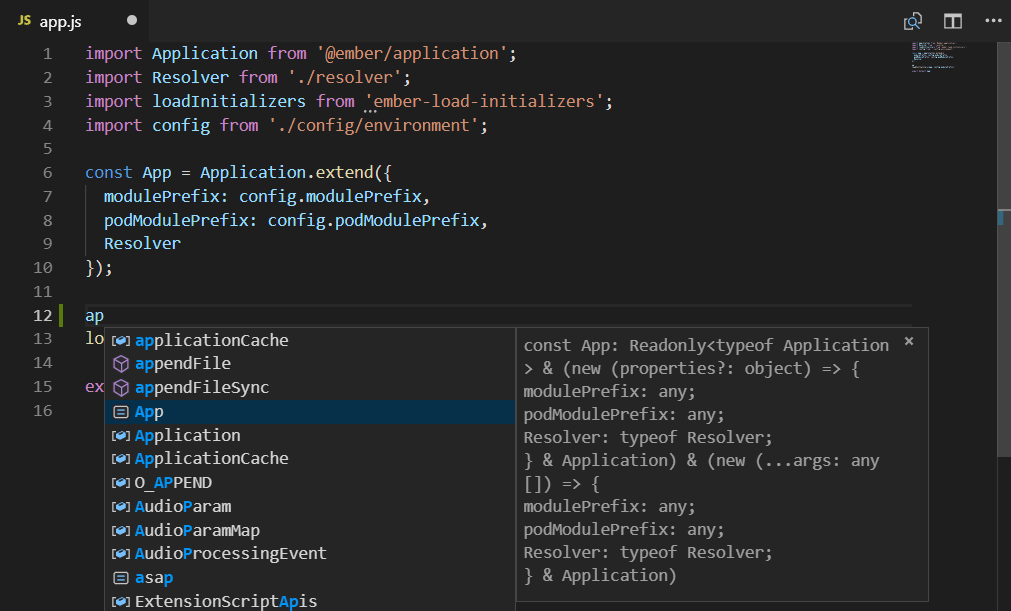 JS app.js
1 import Application from '@ember/application';
2 import Resolver from './resolver';
3 import loadInitializers from 'ember-load-initializers';
4 import config from './config/environment';
5
6 const App = Application.extend({
7 modulePrefix: config.modulePrefix,
8 podModulePrefix: config.podModulePrefix,
9 Resolver
10 });
11
12 ap
13 lo
14
15 ex
16
applicationCache
appendFile
appendFileSync
App
Application
ApplicationCache
O_APPEND
AudioParam
AudioParamMap
AudioProcessingEvent
asap
ExtensionScriptApis
const App: Readonly<typeof Application
> & (new (properties?: object) => {
modulePrefix: any;
podModulePrefix: any;
Resolver: typeof Resolver;
} & Application) & (new (...args: any
[]) => {
modulePrefix: any;
podModulePrefix: any;
Resolver: typeof Resolver;
} & Application)